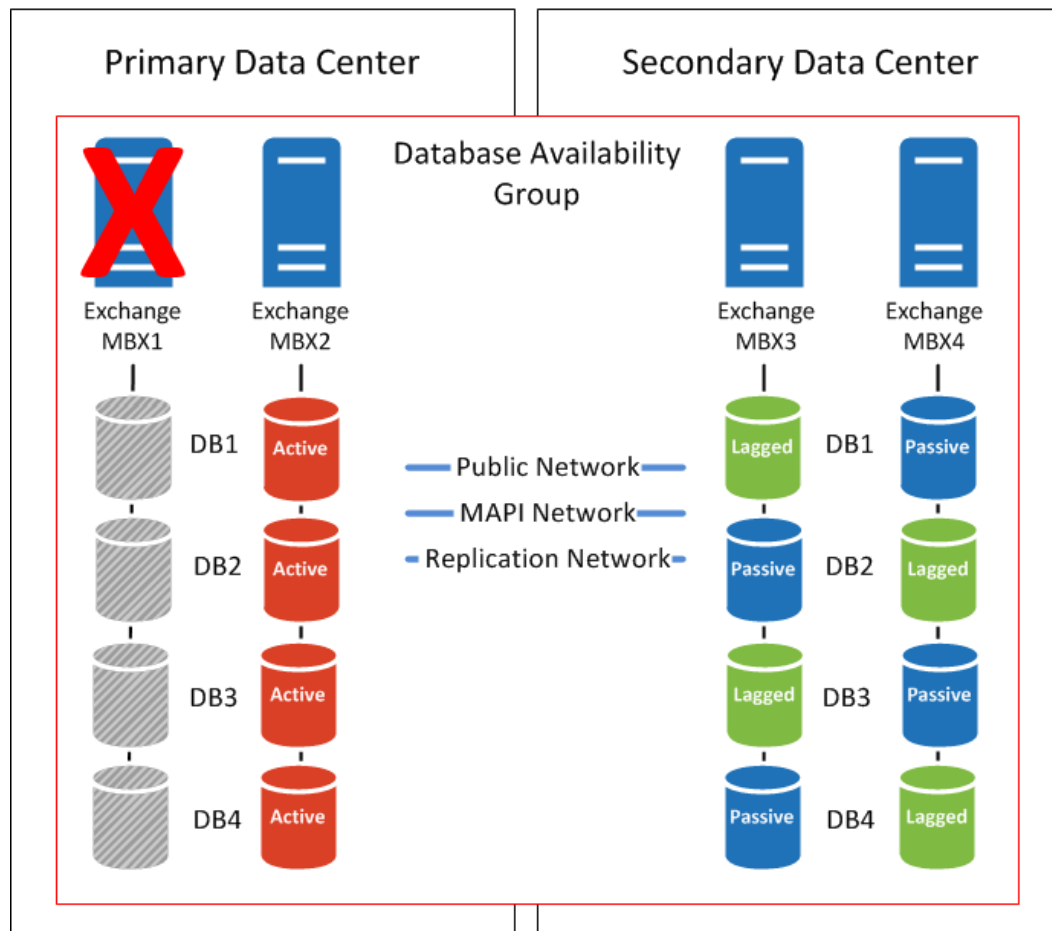 Primary Data Center
Secondary Data Center
Database Availability
Group
Exchange
MBX1
Exchange
MBX2
Exchange
MBX3
Exchange
MBX4
DB1
Active
Lagged
DB1
Passive
Public Network
MAPI Network
Replication Network
DB2
Active
Passive
DB2
Lagged
DB3
Active
Lagged
DB3
Passive
DB4
Active
Passive
DB4
Lagged